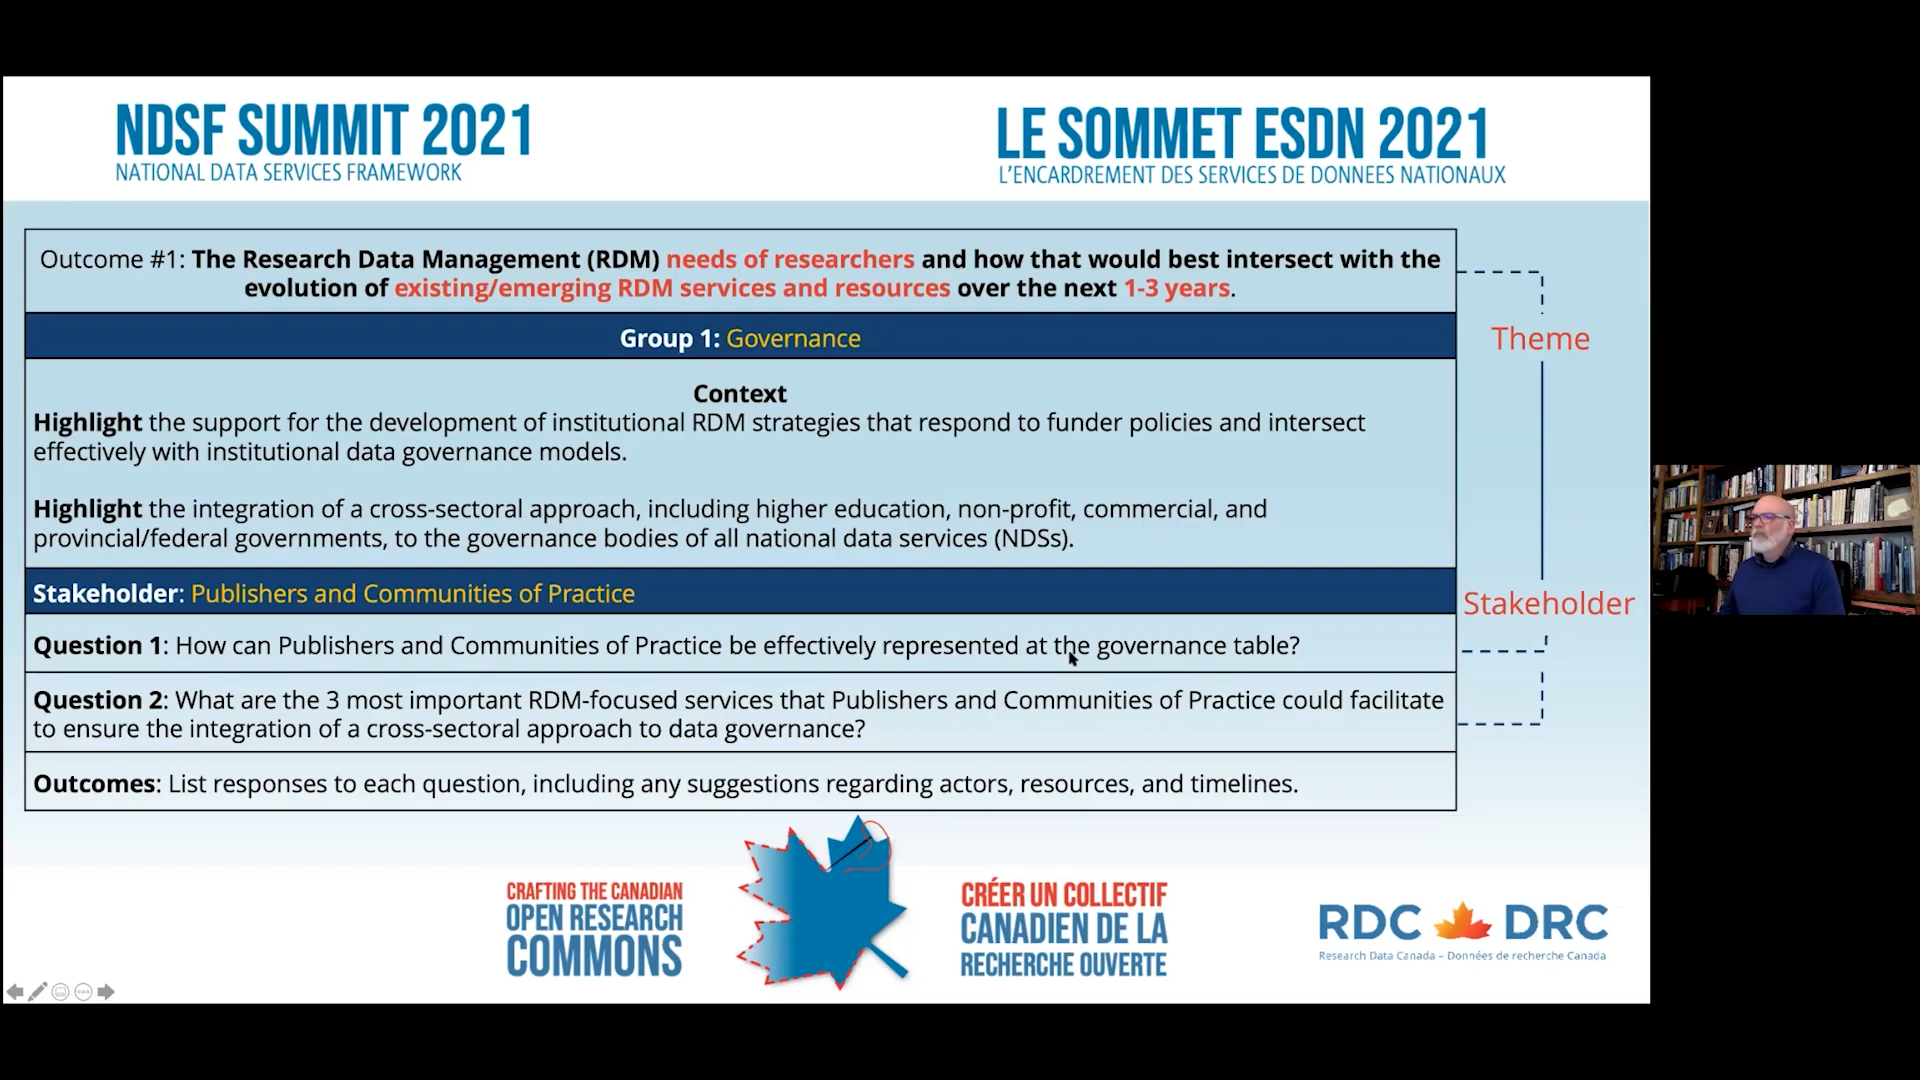 NDSF SUMMIT 2021
NATIONAL DATA SERVICES FRAMEWORK
LE SOMMET ESDN 2021
L'ENCARDREMENT DES SERVICES DE DONNEES NATIONAUX
Outcome #1: The Research Data Management (RDM) needs of researchers and how that would best intersect with the
evolution of existing/emerging RDM services and resources over the next 1-3 years.
Group 1: Governance
Theme
Context
Highlight the support for the development of institutional RDM strategies that respond to funder policies and intersect
effectively with institutional data governance models.
Highlight the integration of a cross-sectoral approach, including higher education, non-profit, commercial, and
provincial/federal governments, to the governance bodies of all national data services (NDSs).
Stakeholder: Publishers and Communities of Practice
Stakeholder
Question 1: How can Publishers and Communities of Practice be effectively represented at the governance table?
Question 2: What are the 3 most important RDM-focused services that Publishers and Communities of Practice could facilitate
to ensure the integration of a cross-sectoral approach to data governance?
Outcomes: List responses to each question, including any suggestions regarding actors, resources, and timelines.
CRAFTING THE CANADIAN
OPEN RESEARCH
COMMONS
CRÉER UN COLLECTIF
CANADIEN DE LA
RECHERCHE OUVERTE
RDC DRC
Research Data Canada – Données de recherche Canada